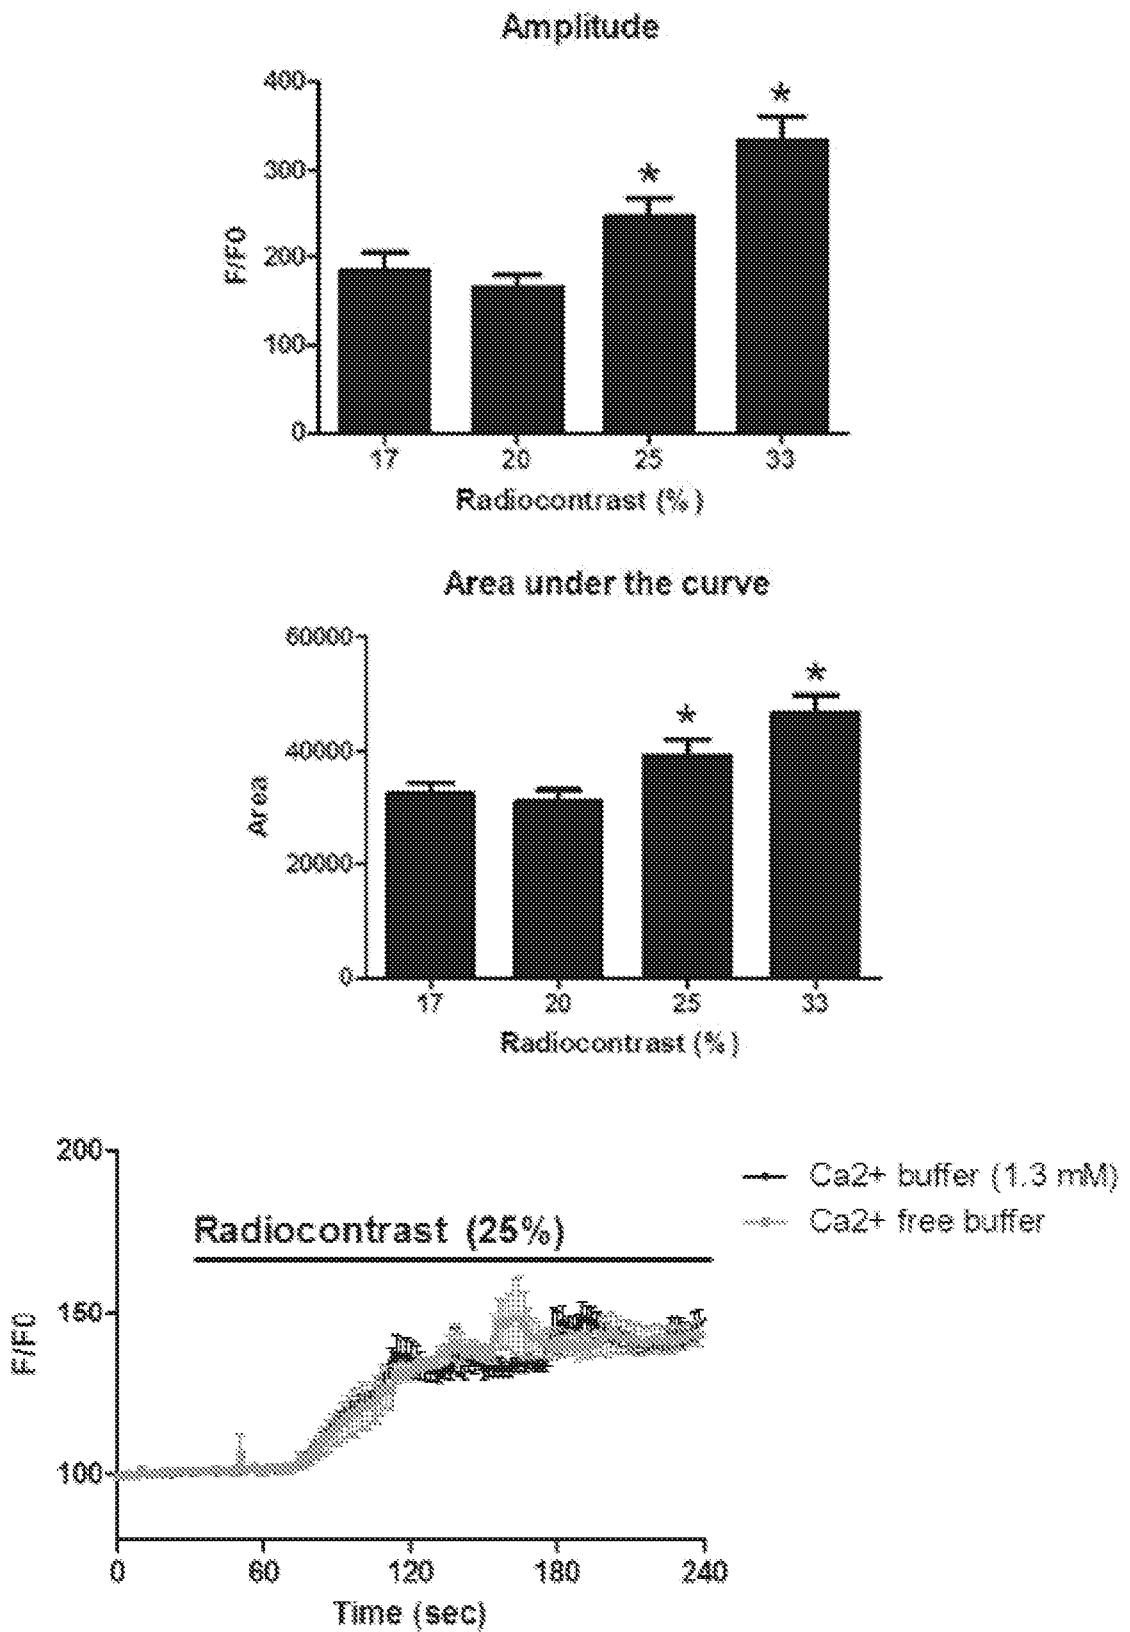 Amplitude
400
*
300
*
F/F0
200
100
0
17 20 25 33
Radiocontrast (%)
Area under the curve
60000
*
*
40000
Area
20000
0
17 20 25 33
Radiocontrast (%)
200
Ca2+ buffer (1.3 mM)
Radiocontrast (25%)
Ca2+ free buffer
150
F/F0
100
0 60 120 180 240
Time (sec)